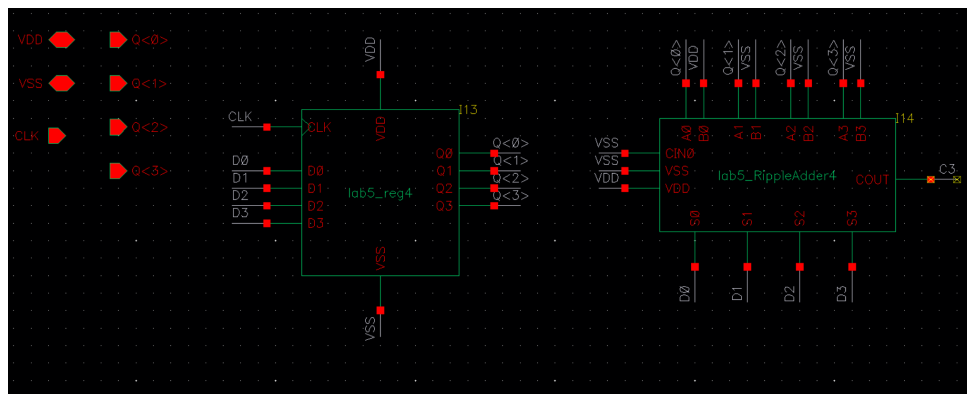 VDD
Q<0>
VSS
Q<1>
CLK
Q<2>
Q<3>
VDD
I13
CLK
CLK
VDD
D0
D1
D2
D3
D0
D1
D2
D3
lab5_reg4
Q0
Q1
Q2
Q3
Q<0>
Q<1>
Q<2>
Q<3>
VSS
VSS
Q<0>
VDD
Q<1>
VSS
Q<2>
VSS
Q<3>
VSS
I14
A0
B0
A1
B1
A2
B2
A3
B3
VSS
VSS
VDD
CIN0
VSS
VDD
lab5_RippleAdder4
COUT
C3
S0
S1
S2
S3
D0
D1
D2
D3